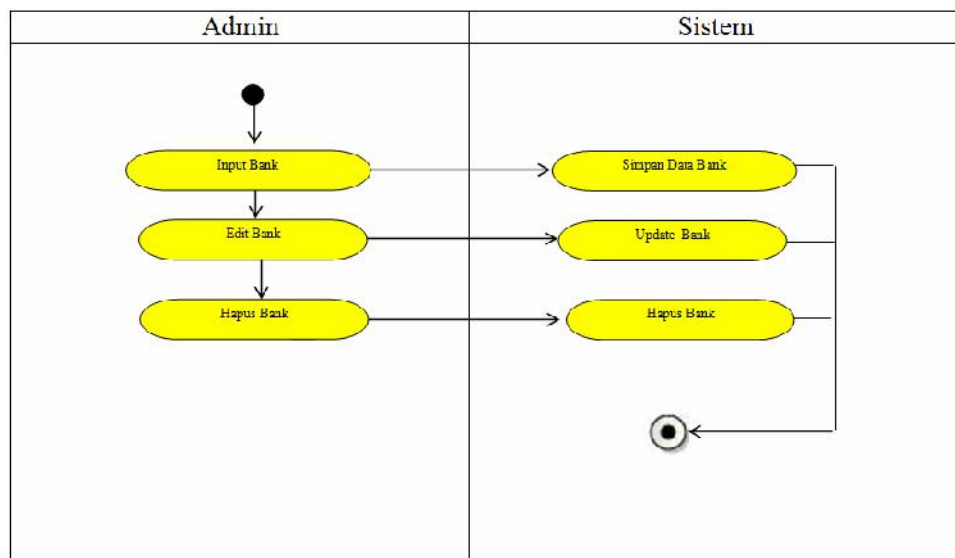 Admin
Sistem
Input Bank
Simpan Data Bank
Edit Bank
Update Bank
Hapus Bank
Hapus Bank